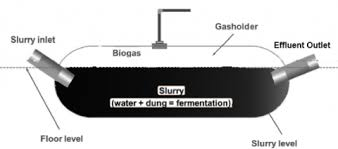 Gasholder
Slurry inlet
Effluent Outlet
Biogas
Slurry
(water + dung = fermentation)
Floor level
Slurry level